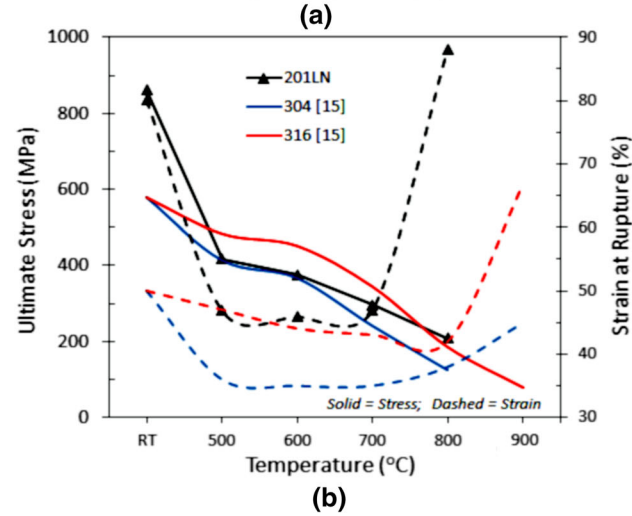 (a)
1000
800
600
400
200
0
Ultimate Stress (MPa)
201LN
304 [15]
316 [15]
90
80
70
60
50
40
30
Strain at Rupture (%)
Solid = Stress; Dashed = Strain
RT 500 600 700 800 900
Temperature (°C)
(b)